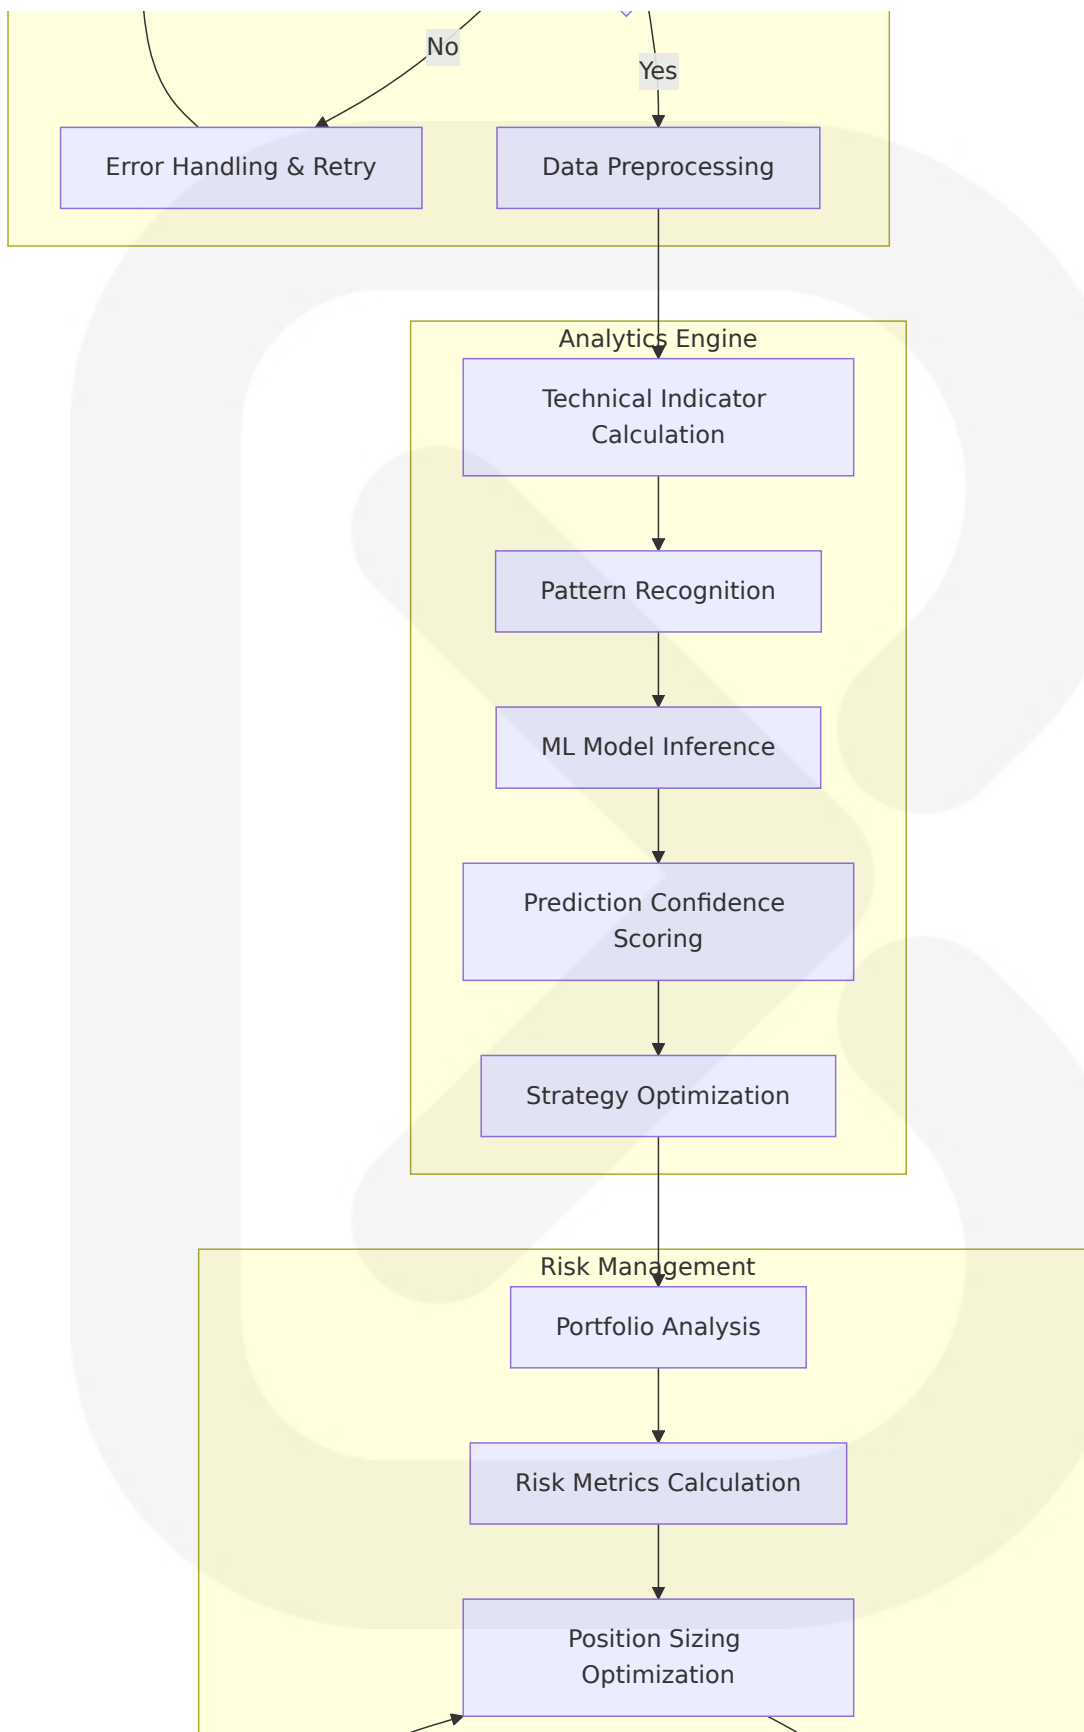 No
Yes
Error Handling & Retry
Data Preprocessing
Analytics Engine
Technical Indicator
Calculation
Pattern Recognition
ML Model Inference
Prediction Confidence
Scoring
Strategy Optimization
Risk Management
Portfolio Analysis
Risk Metrics Calculation
Position Sizing
Optimization